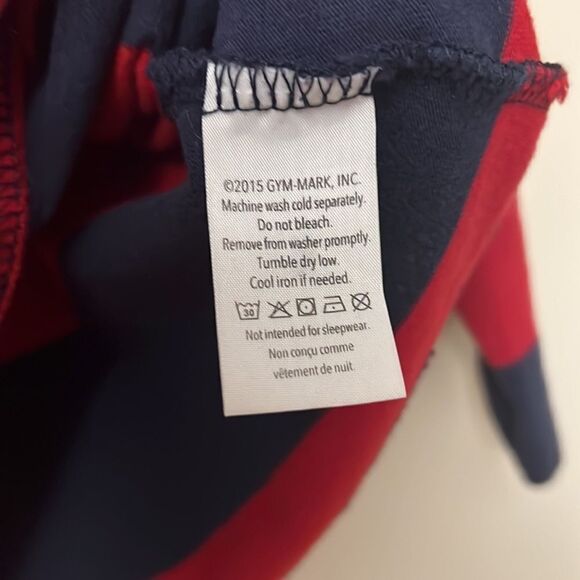 ©2015 GYM-MARK, INC.
Machine wash cold separately.
Do not bleach.
Remove from washer promptly.
Tumble dry low.
Cool iron if needed.
30
Not intended for sleepwear.
Non conçu comme
vêtement de nuit.